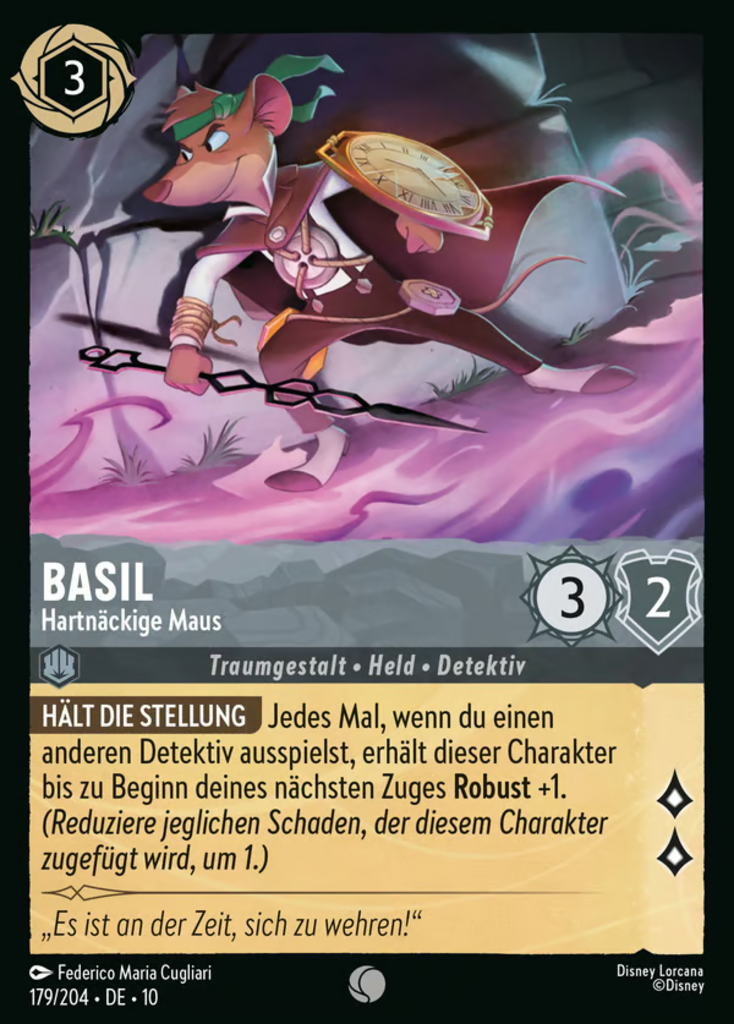 3
BASIL
Hartnäckige Maus
3 2
Traumgestalt • Held • Detektiv
HÄLT DIE STELLUNG Jedes Mal, wenn du einen
anderen Detektiv ausspielst, erhält dieser Charakter
bis zu Beginn deines nächsten Zuges Robust +1.
(Reduziere jeglichen Schaden, der diesem Charakter
zugefügt wird, um 1.)
„Es ist an der Zeit, sich zu wehren!“
Federico Maria Cugliari
179/204 • DE • 10
Disney Lorcana
©Disney